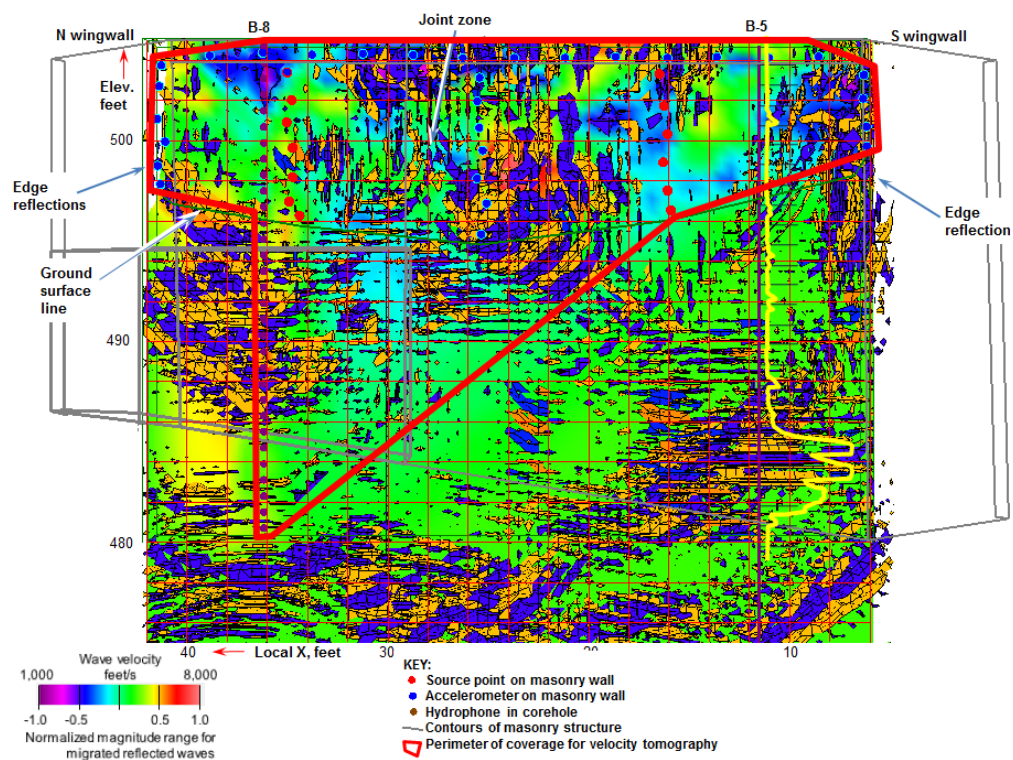 Joint zone
N wingwall
B-8
B-5
S wingwall
Elev.
feet
500
Edge
reflections
Edge
reflection
Ground
surface
line
490
480
40
Local X, feet
30
20
10
Wave velocity
feet/s
1,000
8,000
-1.0
-0.5
0.5
1.0
Normalized magnitude range for
migrated reflected waves
KEY:
Source point on masonry wall
Accelerometer on masonry wall
Hydrophone in corehole
Contours of masonry structure
Perimeter of coverage for velocity tomography